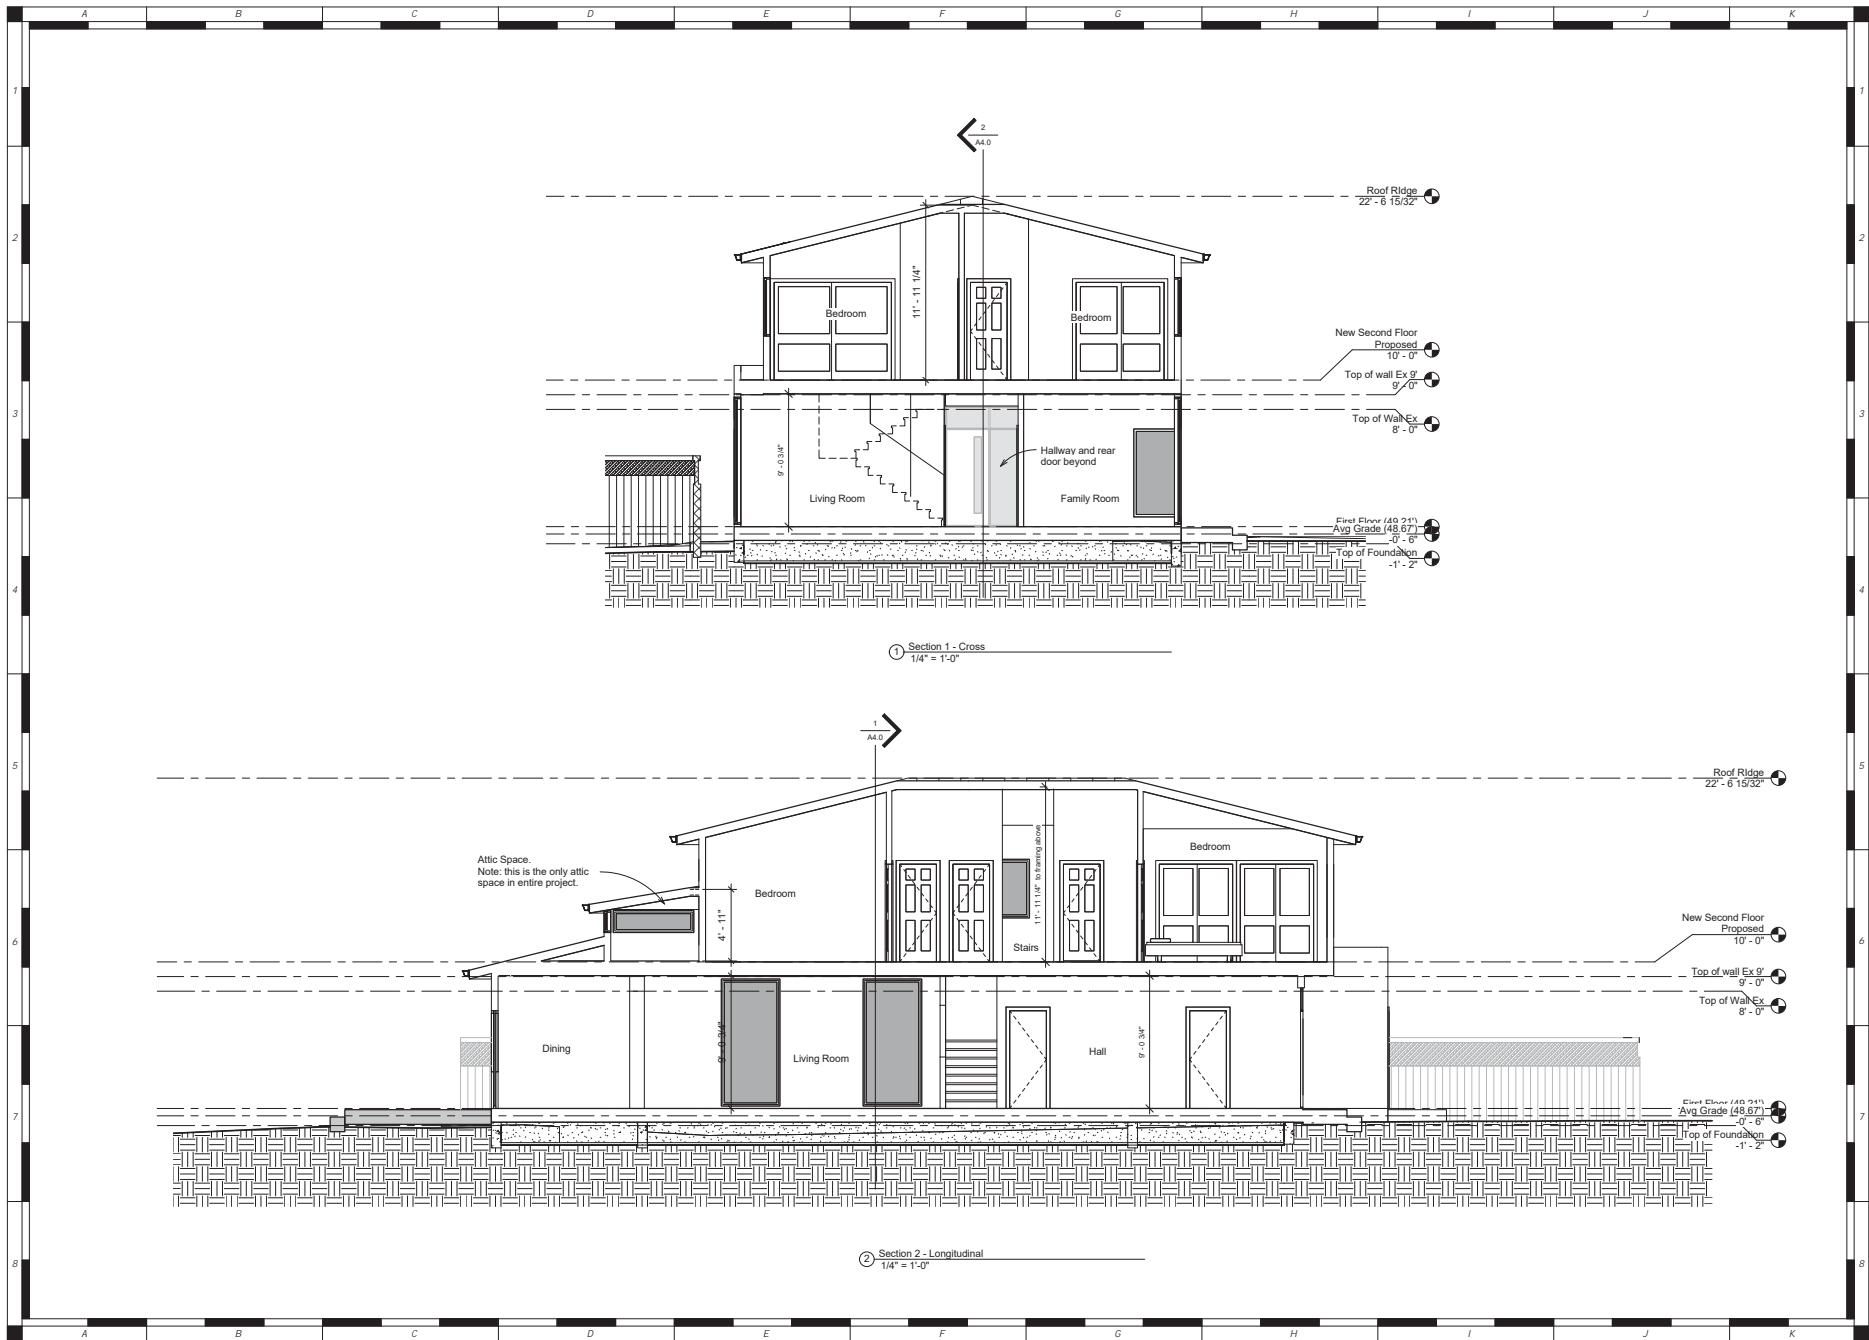 A B C D E F G H I J K
1 1
2
A4.0
Roof RIdge
22' - 6 15/32"
2 2
11' - 11 1/4"
Bedroom
Bedroom
New Second Floor
Proposed
10' - 0"
Top of wall Ex 9'
9' - 0"
3 3
Top of Wall Ex
8' - 0"
9' - 0 3/4"
Hallway and rear
door beyond
Living Room
Family Room
First Floor (49.21')
Avg Grade (48.67')
-0' - 6"
Top of Foundation
-1' - 2"
4 4
1 Section 1 - Cross
1/4" = 1'-0"
1
A4.0
5 5
Roof RIdge
22' - 6 15/32"
Attic Space.
Note: this is the only attic
space in entire project.
Bedroom
11' - 11 1/4" to framing above
Bedroom
4' - 11"
Stairs
New Second Floor
Proposed
10' - 0"
6 6
Top of wall Ex 9'
9' - 0"
Top of Wall Ex
8' - 0"
Dining
9' - 0 3/4"
Living Room
Hall
9' - 0 3/4"
First Floor (49.21')
Avg Grade (48.67')
-0' - 6"
Top of Foundation
-1' - 2"
7 7
2 Section 2 - Longitudinal
1/4" = 1'-0"
8 8
A B C D E F G H I J K